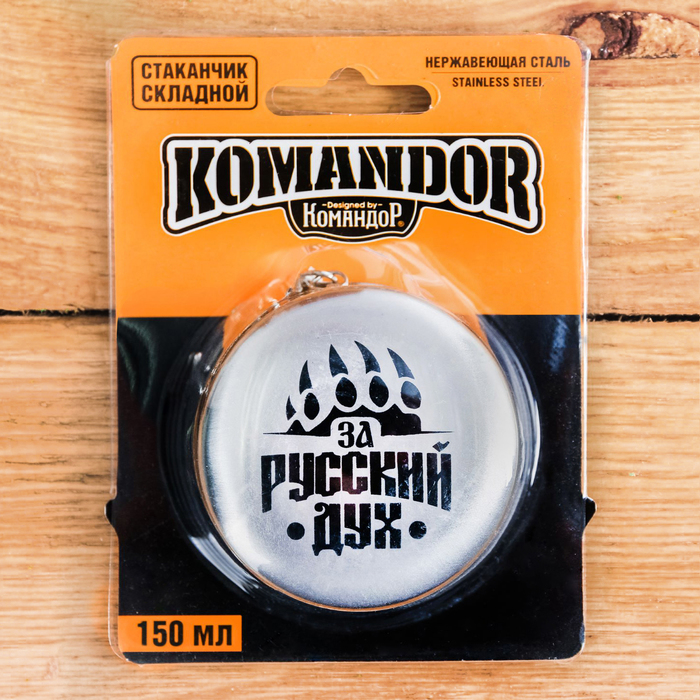 СТАКАНЧИК
СКЛАДНОЙ
НЕРЖАВЕЮЩАЯ СТАЛЬ
STAINLESS STEEL
KOMANDOR
-Designed by-
КОМАНДОР®
ЗА
РУССКИЙ
• ДУХ •
150 МЛ